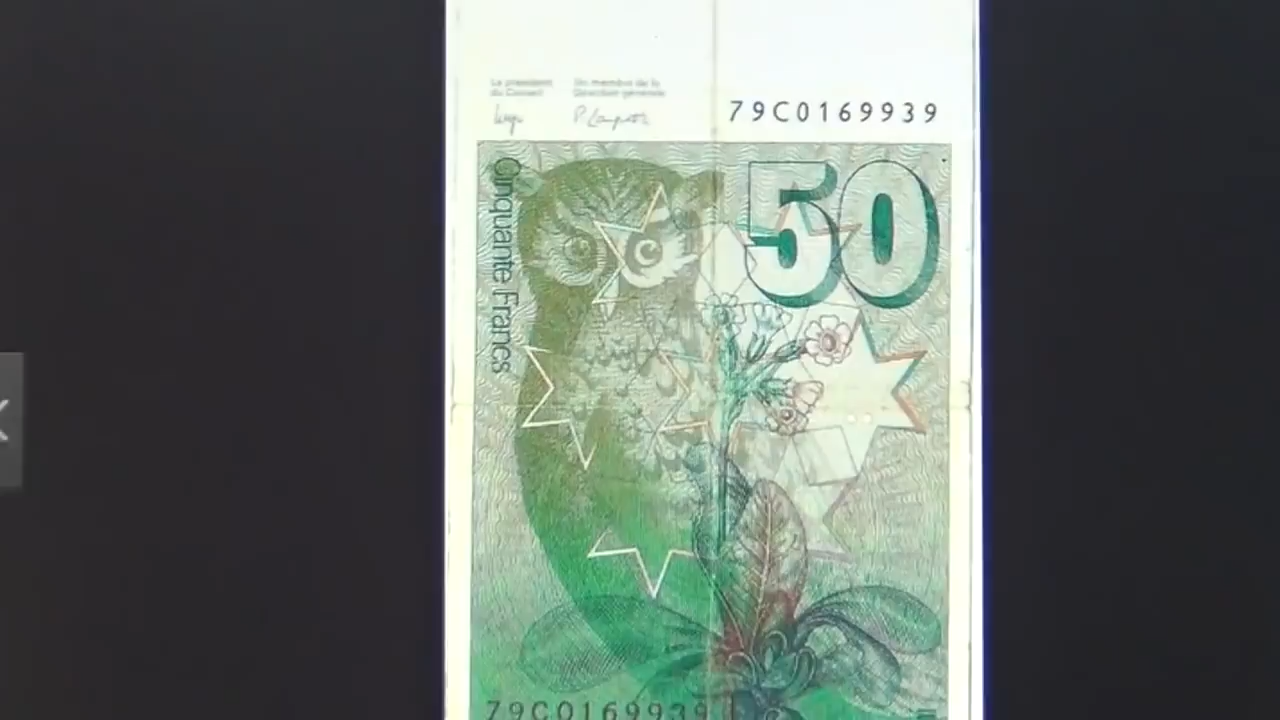 Le président
du Conseil
Un membre de la
Direction générale
79C0169939
50
Cinquante Francs
79C0169939